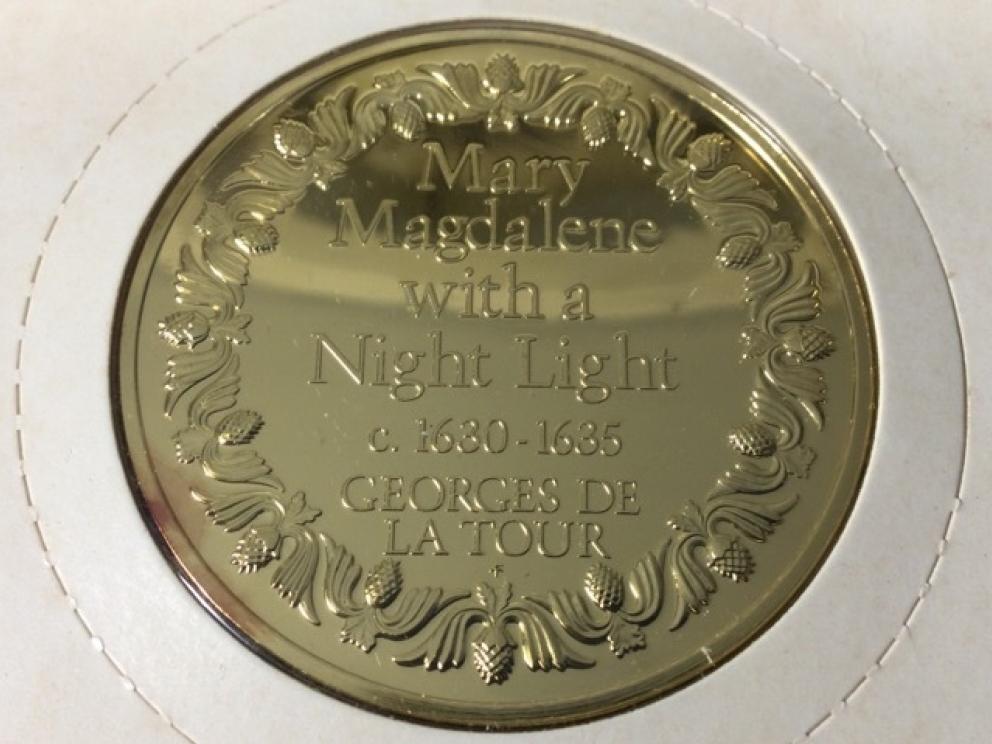 Mary
Magdalene
with a
Night Light
c. 1630-1635
GEORGES DE
LA TOUR
F